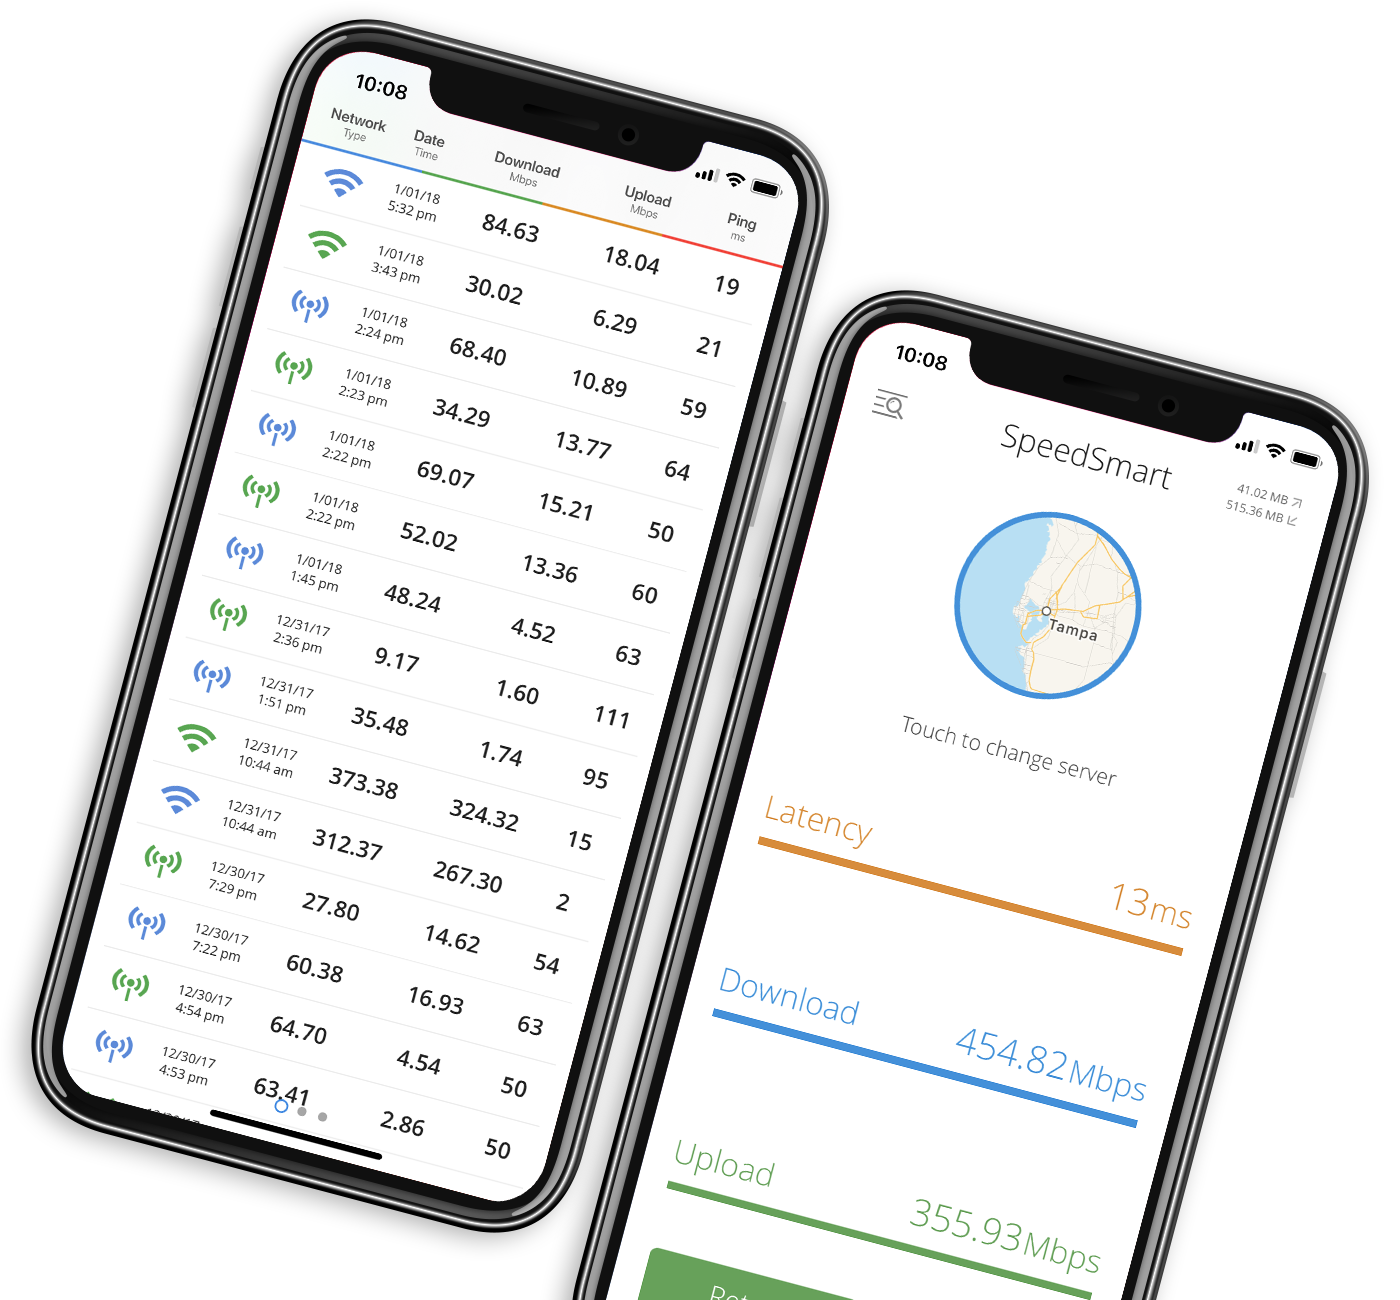 10:08
Network Date Download Upload Ping
Type Time Mbps Mbps ms
1/01/18 84.63 18.04 19
5:32 pm
1/01/18 30.02 6.29 21
3:43 pm
1/01/18 68.40 10.89 59
2:24 pm
1/01/18 34.29 13.77 64
2:23 pm
1/01/18 69.07 15.21 50
2:22 pm
1/01/18 52.02 13.36 60
2:22 pm
1/01/18 48.24 4.52 63
1:45 pm
12/31/17 9.17 1.60 111
2:36 pm
12/31/17 35.48 1.74 95
1:51 pm
12/31/17 373.38 324.32 15
10:44 am
12/31/17 312.37 267.30 2
10:44 am
12/30/17 27.80 14.62 54
7:29 pm
12/30/17 60.38 16.93 63
7:22 pm
12/30/17 64.70 4.54 50
4:54 pm
12/30/17 63.41 2.86 50
4:53 pm
10:08
SpeedSmart
41.02 MB
515.36 MB
Tampa
Touch to change server
Latency
13ms
Download
454.82Mbps
Upload
355.93Mbps